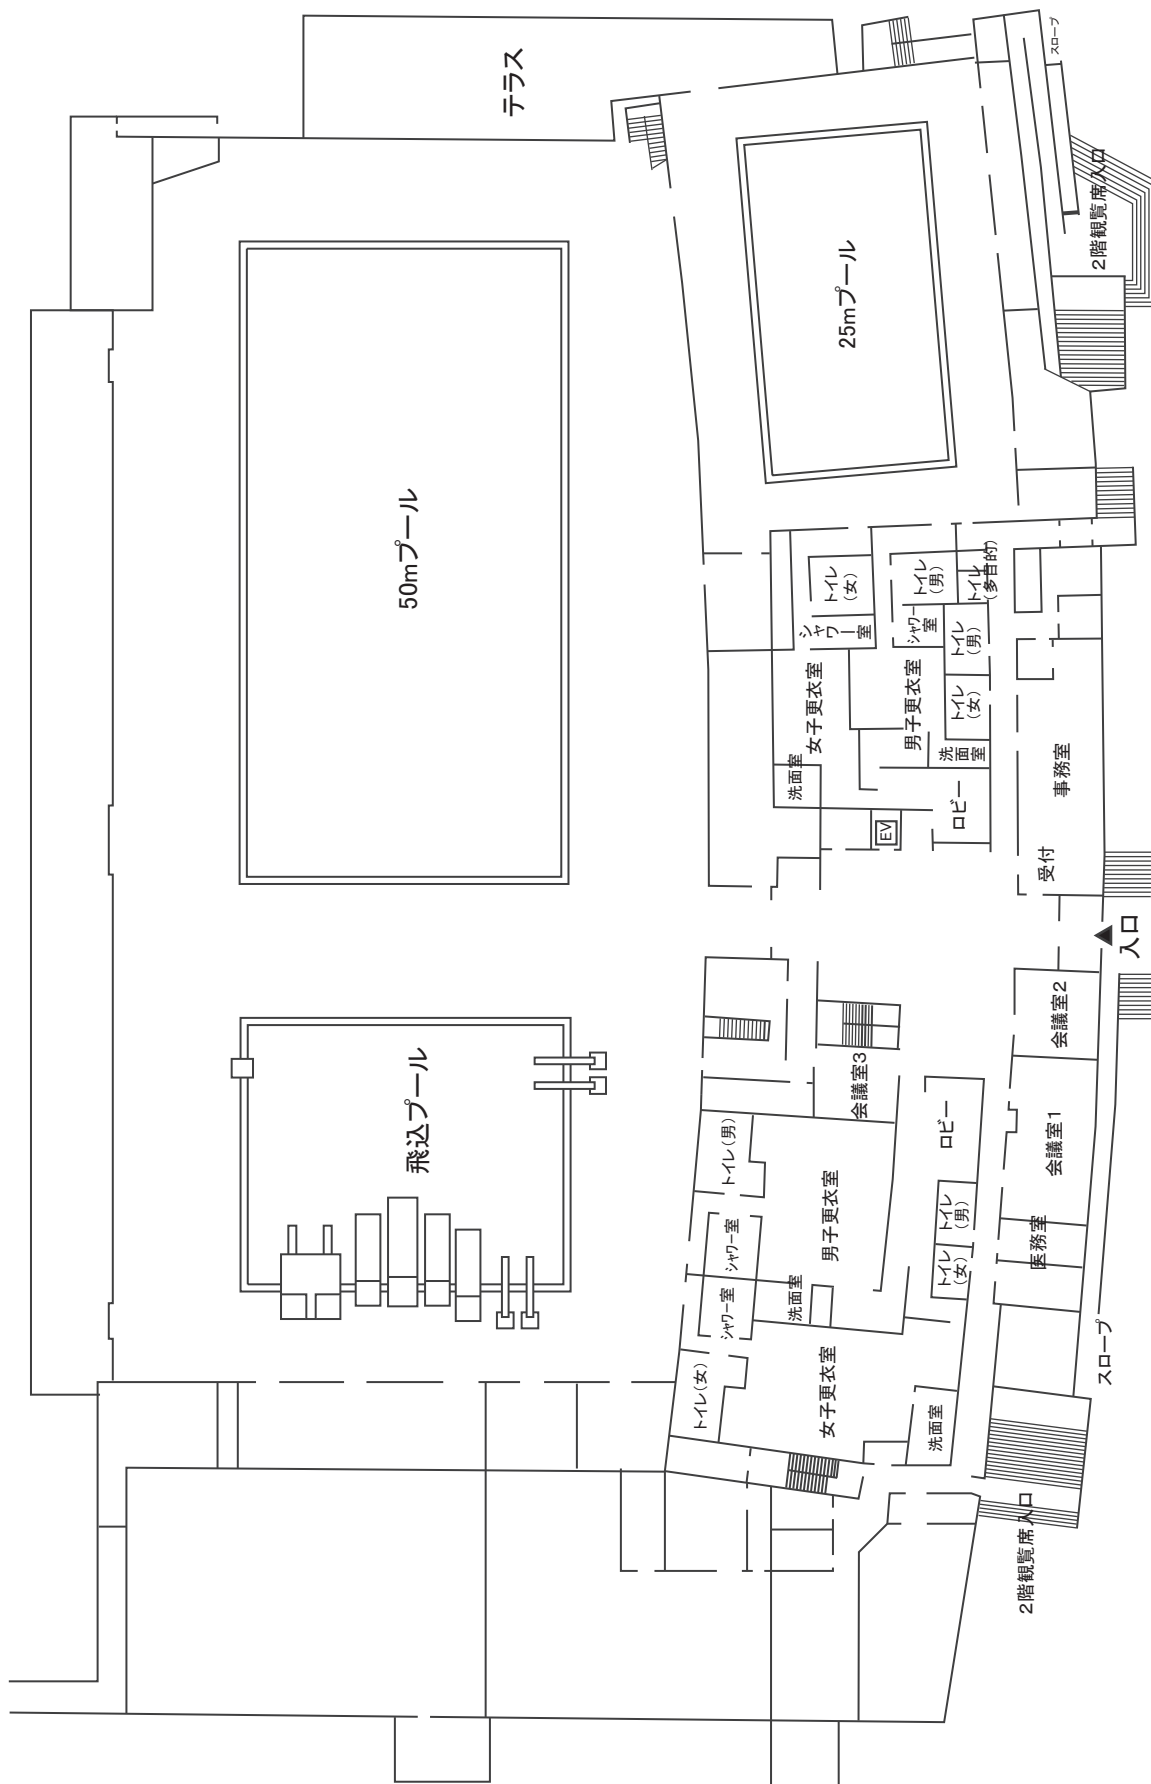 テラス
スロープ
2階観覧席入口
25mプール
50mプール
トイレ
(女)
シャワー室
女子更衣室
洗面室
トイレ
(男)
シャワー
室
男子更衣室
トイレ
(多目的)
トイレ
(男)
トイレ
(女)
洗面室
ロビー
EV
事務室
受付
入口
飛込プール
会議室2
会議室3
会議室1
ロビー
トイレ(男)
シャワー室
男子更衣室
トイレ
(男)
トイレ
(女)
医務室
洗面室
シャワー室
トイレ(女)
女子更衣室
洗面室
スロープ
2階観覧席入口